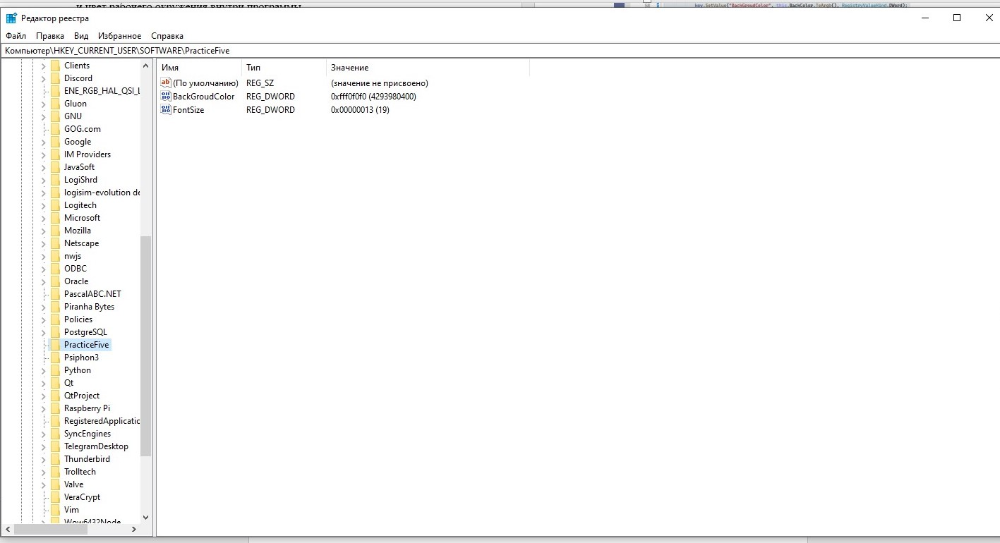 и цвет рабочего окружения внутри программы
58 key.SetValue("BackGroudColor", this.BackColor.ToArgb(), RegistryValueKind.DWord);
Редактор реестра
Файл Правка Вид Избранное Справка
Компьютер\HKEY_CURRENT_USER\SOFTWARE\PracticeFive
Clients
Discord
ENE_RGB_HAL_QSI_L
Gluon
GNU
GOG.com
Google
IM Providers
JavaSoft
LogiShrd
logisim-evolution de
Logitech
Microsoft
Mozilla
Netscape
nwjs
ODBC
Oracle
PascalABC.NET
Piranha Bytes
Policies
PostgreSQL
PracticeFive
Psiphon3
Python
Qt
QtProject
Raspberry Pi
RegisteredApplicatio
SyncEngines
TelegramDesktop
Thunderbird
Trolltech
Valve
VeraCrypt
Vim
Wow6432Node
Имя Тип Значение
ab (По умолчанию) REG_SZ (значение не присвоено)
BackGroudColor REG_DWORD 0xfff0f0f0 (4293980400)
FontSize REG_DWORD 0x00000013 (19)